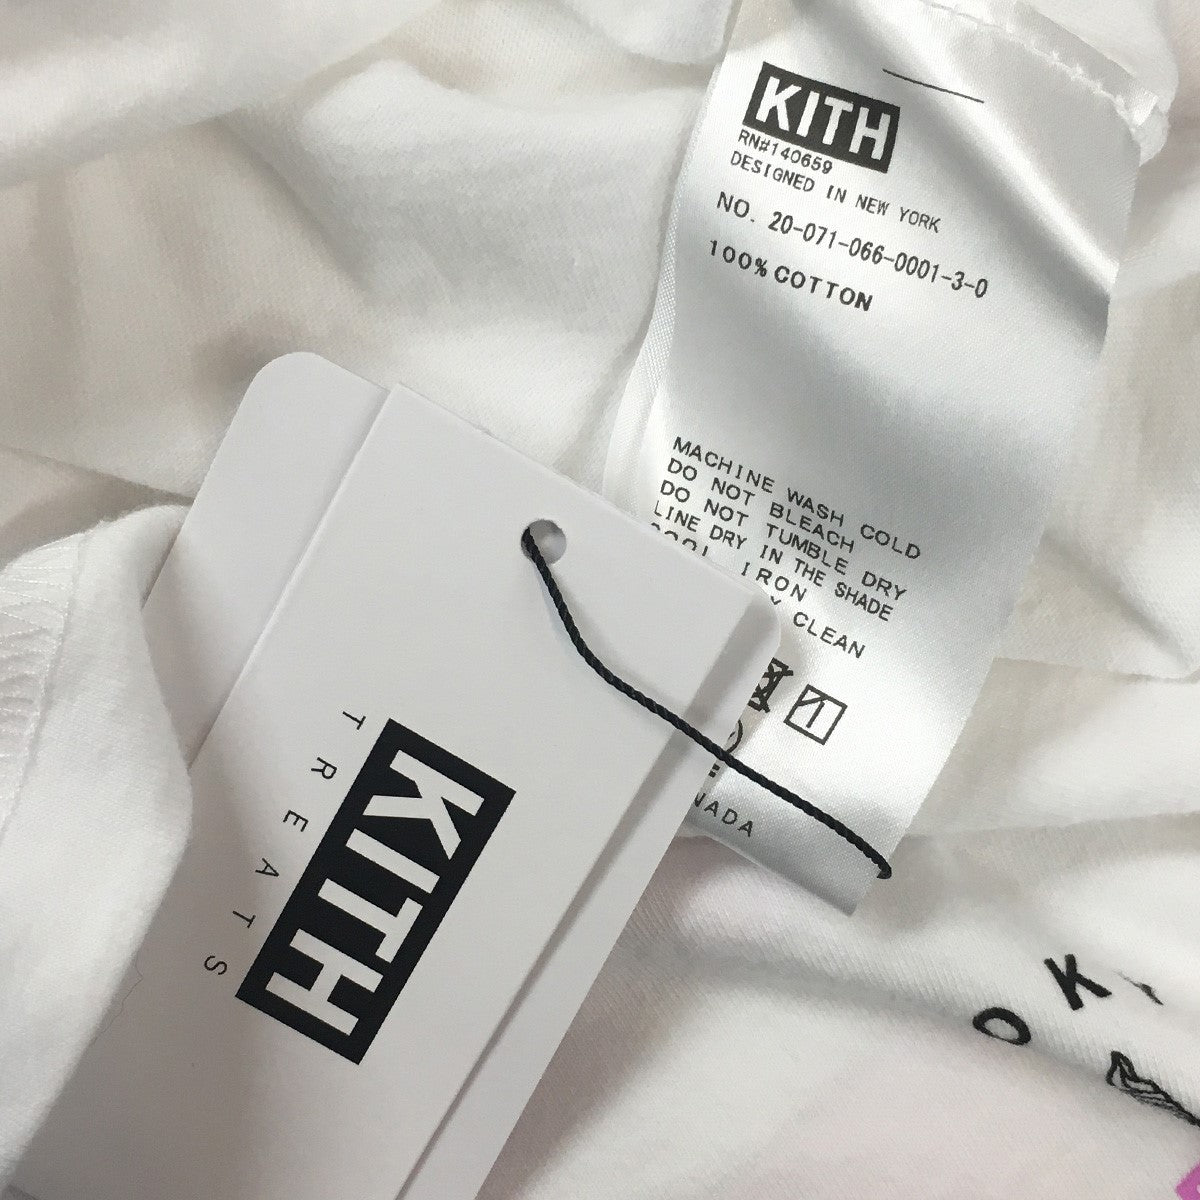 KITH
RN#140659
DESIGNED IN NEW YORK
NO. 20-071-066-0001-3-0
100% COTTON
MACHINE WASH COLD
DO NOT BLEACH
DO NOT TUMBLE DRY
LINE DRY IN THE SHADE
IRON
CLEAN
NADA
KITH
TREATS
OK